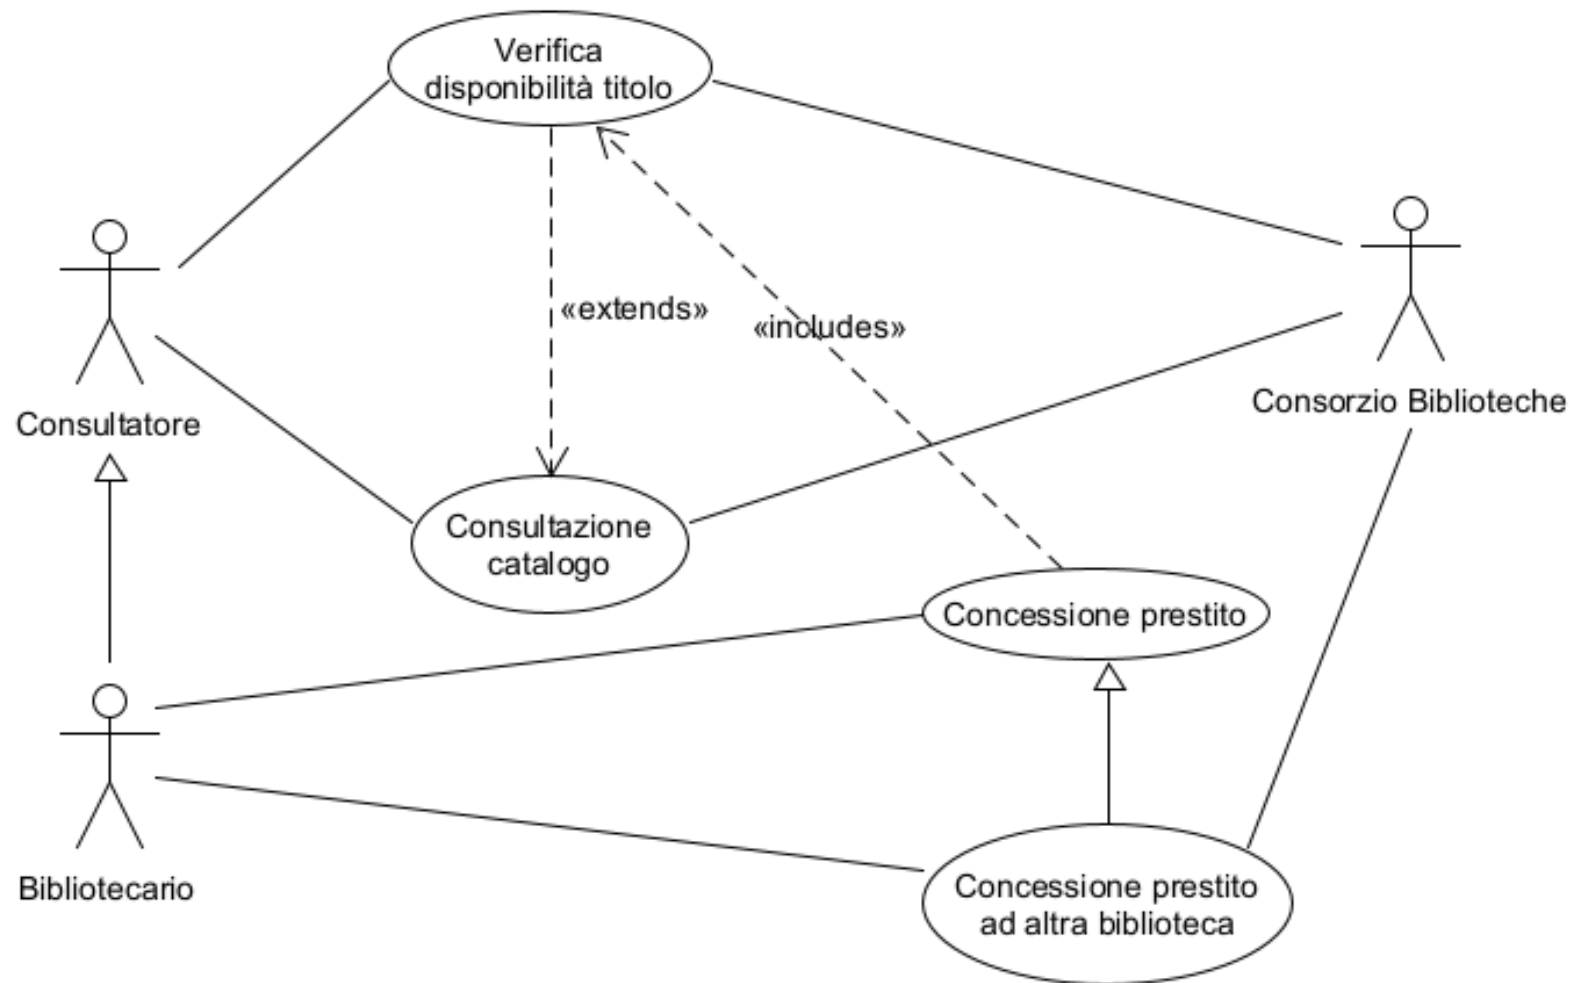 Verifica
disponibilità titolo
«extends»
«includes»
Consultatore
Consorzio Biblioteche
Consultazione
catalogo
Concessione prestito
Bibliotecario
Concessione prestito
ad altra biblioteca